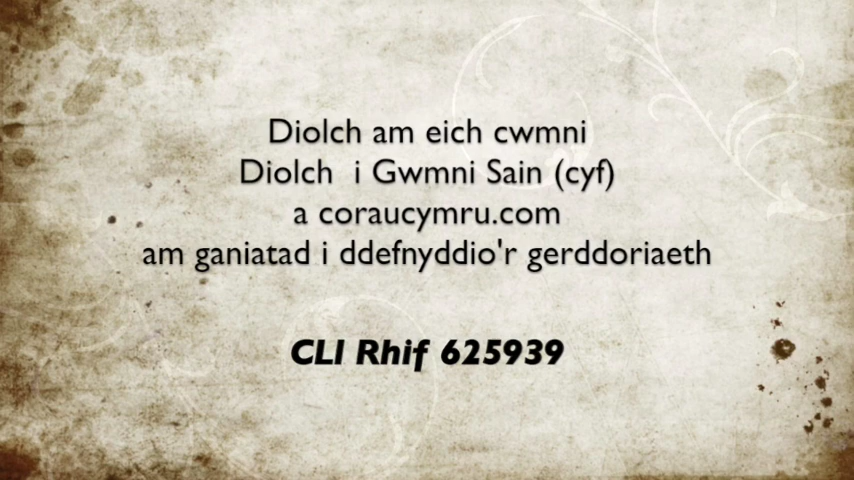 Diolch am eich cwmni
Diolch i Gwmni Sain (cyf)
a coraucymru.com
am ganiatad i ddefnyddio'r gerddoriaeth
CLI Rhif 625939